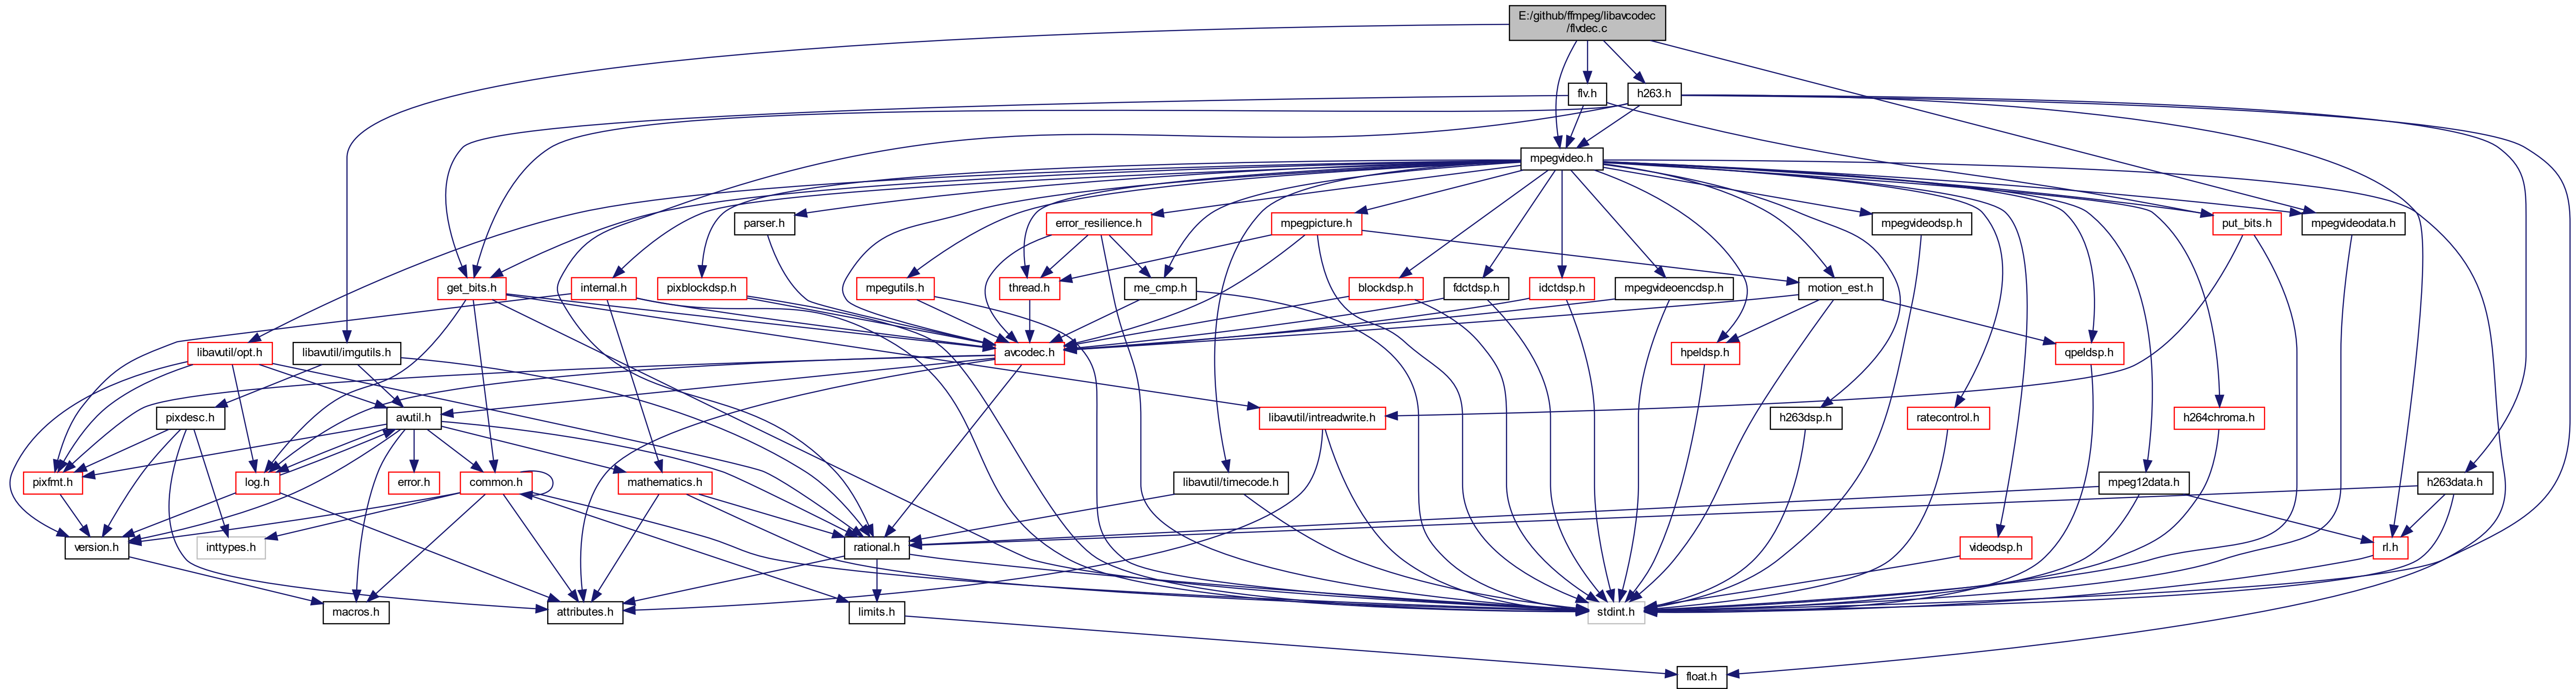 E:/github/ffmpeg/libavcodec
/flvdec.c
flv.h
h263.h
mpegvideo.h
parser.h
error_resilience.h
mpegpicture.h
mpegvideodsp.h
put_bits.h
mpegvideodata.h
get_bits.h
internal.h
pixblockdsp.h
mpegutils.h
thread.h
me_cmp.h
blockdsp.h
fdctdsp.h
idctdsp.h
mpegvideoencdsp.h
motion_est.h
libavutil/opt.h
libavutil/imgutils.h
avcodec.h
hpeldsp.h
qpeldsp.h
pixdesc.h
avutil.h
libavutil/intreadwrite.h
h263dsp.h
ratecontrol.h
h264chroma.h
pixfmt.h
log.h
error.h
common.h
mathematics.h
libavutil/timecode.h
mpeg12data.h
h263data.h
version.h
inttypes.h
rational.h
videodsp.h
rl.h
macros.h
attributes.h
limits.h
stdint.h
float.h